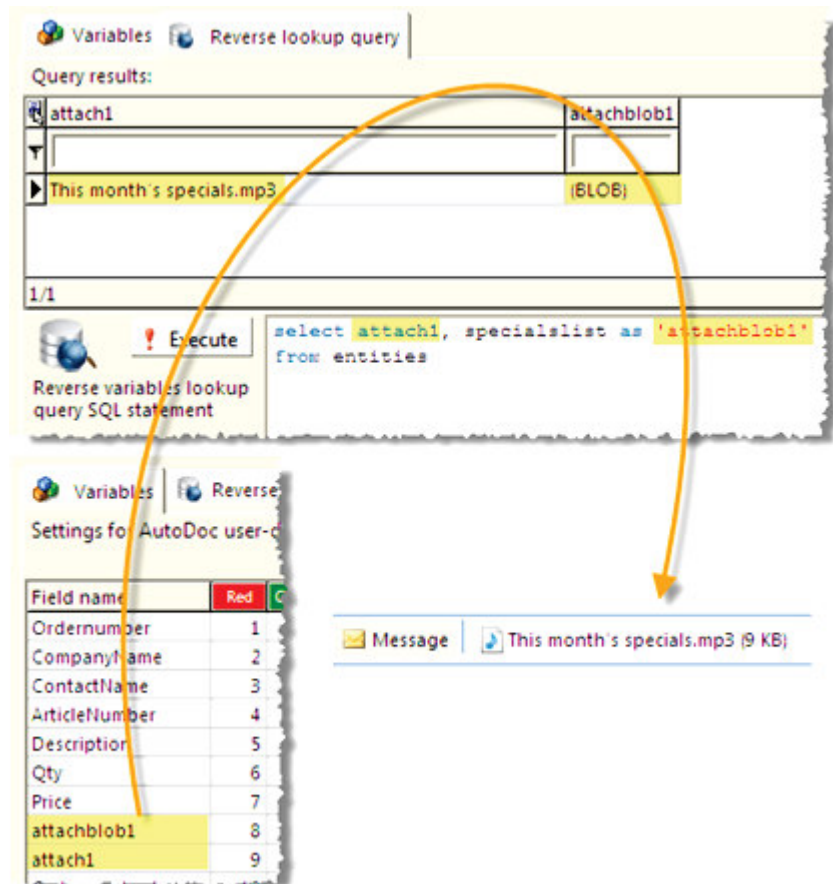 Variables Reverse lookup query
Query results:
attach1 attachblob1
This month's specials.mp3 (BLOB)
1/1
Execute
select attach1, specialslist as 'attachblob1'
from entities
Reverse variables lookup
query SQL statement
Variables Reverse
Settings for AutoDoc
Field name Red
Ordernumber 1
CompanyName 2
ContactName 3
ArticleNumber 4
Description 5
Qty 6
Price 7
attachblob1 8
attach1 9
Message This month's specials.mp3 (9 KB)